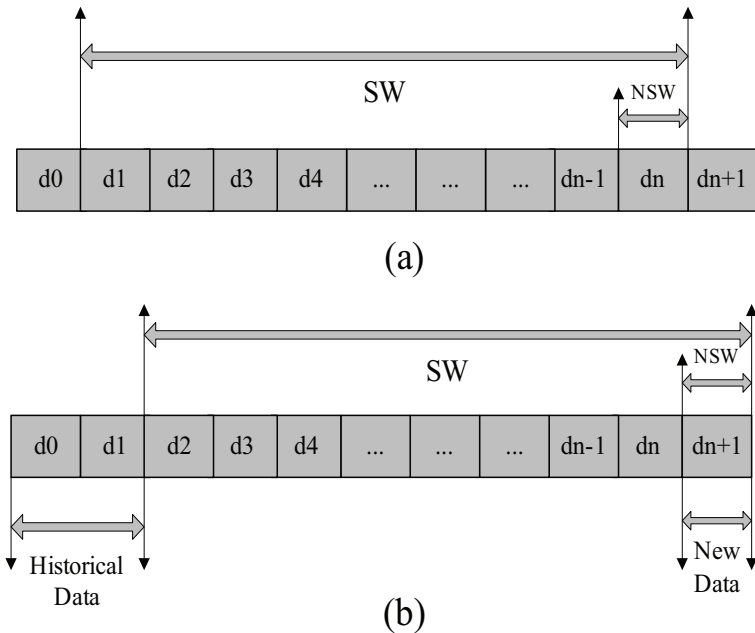 SW
NSW
d0 d1 d2 d3 d4 ... ... ... dn-1 dn dn+1
(a)
NSW
SW
d0 d1 d2 d3 d4 ... ... ... dn-1 dn dn+1
Historical
Data
New
Data
(b)